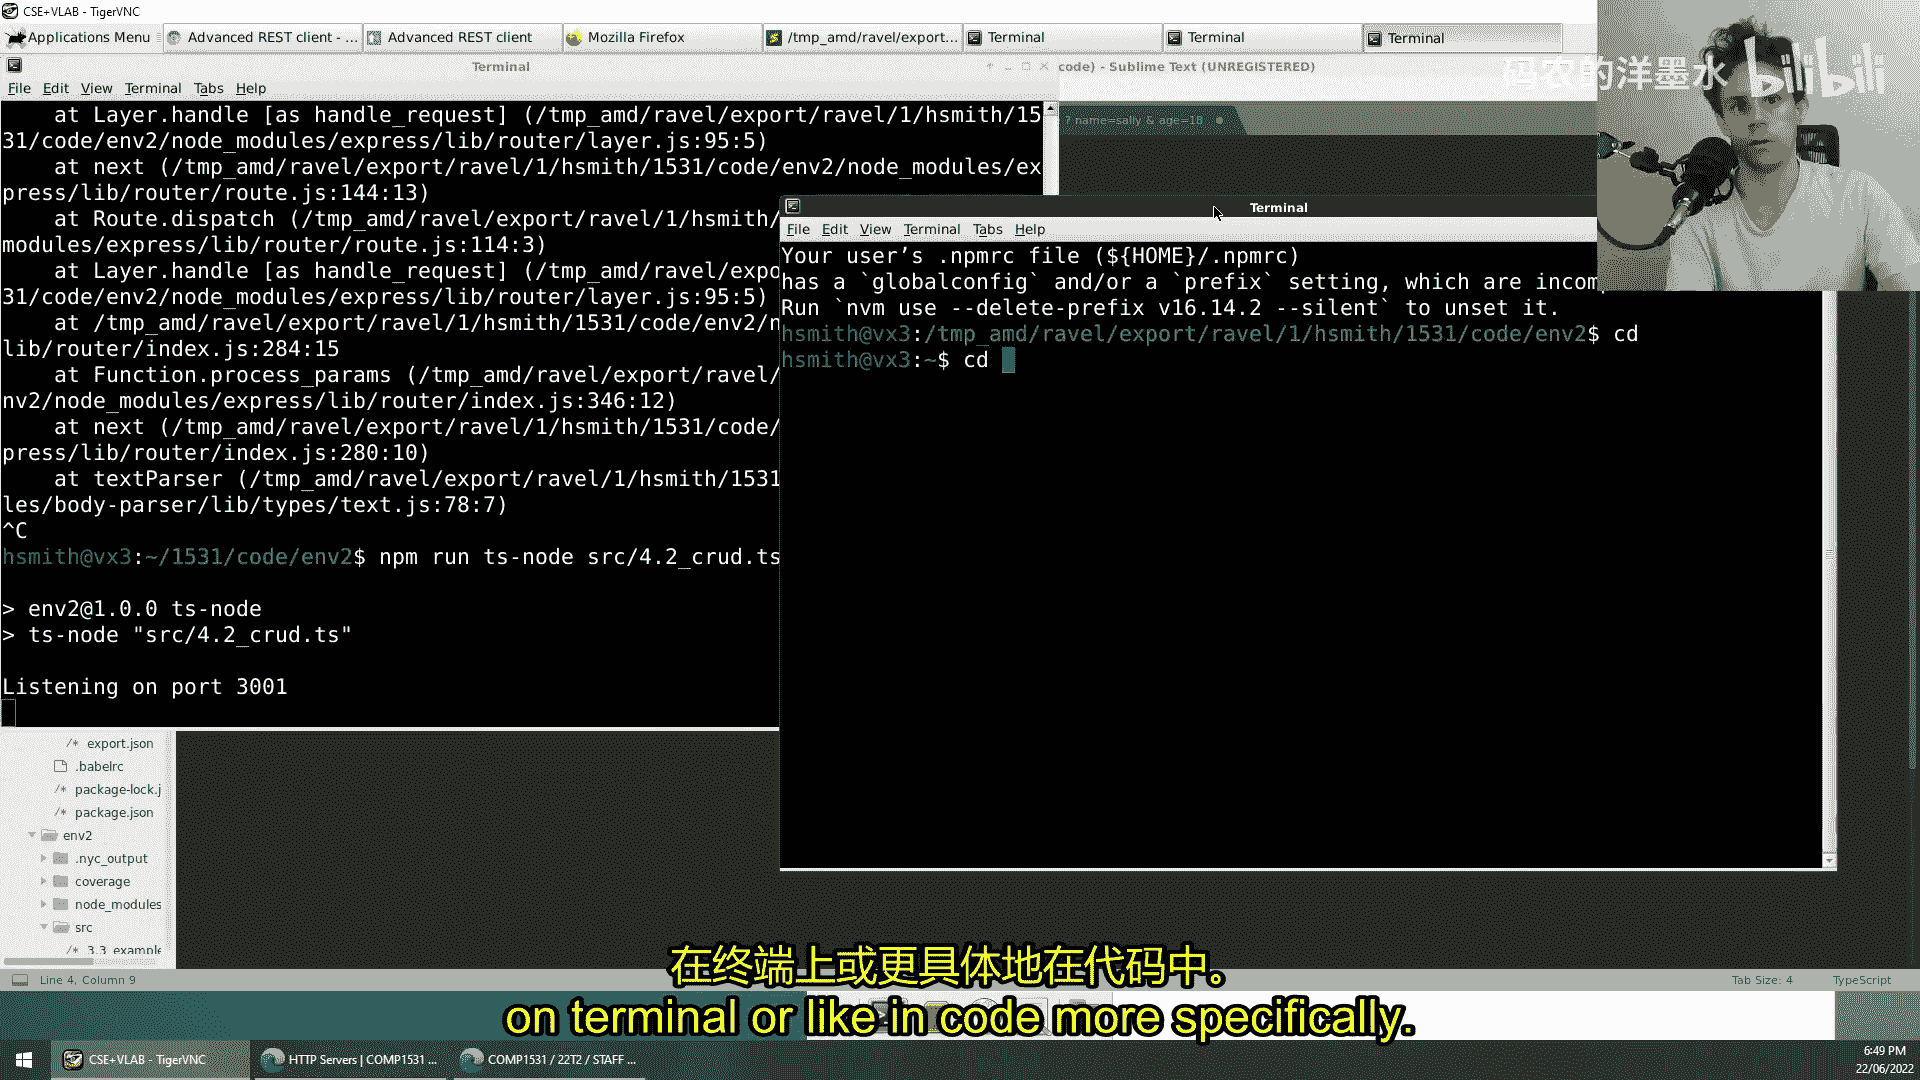 CSE+VLAB - TigerVNC
Applications Menu
Advanced REST client - ...
Advanced REST client
Mozilla Firefox
/tmp_amd/ravel/export...
Terminal
Terminal
Terminal
Terminal
code) - Sublime Text (UNREGISTERED)
码农的洋墨水 bilibili
File Edit View Terminal Tabs Help
? name=sally & age=18
at Layer.handle [as handle_request] (/tmp_amd/ravel/export/ravel/1/hsmith/15
31/code/env2/node_modules/express/lib/router/layer.js:95:5)
at next (/tmp_amd/ravel/export/ravel/1/hsmith/1531/code/env2/node_modules/ex
press/lib/router/route.js:144:13)
at Route.dispatch (/tmp_amd/ravel/export/ravel/1/hsmith/
modules/express/lib/router/route.js:114:3)
at Layer.handle [as handle_request] (/tmp_amd/ravel/expo
31/code/env2/node_modules/express/lib/router/layer.js:95:5)
at /tmp_amd/ravel/export/ravel/1/hsmith/1531/code/env2/n
lib/router/index.js:284:15
at Function.process_params (/tmp_amd/ravel/export/ravel/
nv2/node_modules/express/lib/router/index.js:346:12)
at next (/tmp_amd/ravel/export/ravel/1/hsmith/1531/code/
press/lib/router/index.js:280:10)
at textParser (/tmp_amd/ravel/export/ravel/1/hsmith/1531
les/body-parser/lib/types/text.js:78:7)
^C
hsmith@vx3:~/1531/code/env2$ npm run ts-node src/4.2_crud.ts
> env2@1.0.0 ts-node
> ts-node "src/4.2_crud.ts"
Listening on port 3001
Terminal
File Edit View Terminal Tabs Help
Your user’s .npmrc file (${HOME}/.npmrc)
has a `globalconfig` and/or a `prefix` setting, which are incom
Run `nvm use --delete-prefix v16.14.2 --silent` to unset it.
hsmith@vx3:/tmp_amd/ravel/export/ravel/1/hsmith/1531/code/env2$ cd
hsmith@vx3:~$ cd
/* export.json
.babelrc
/* package-lock.j
/* package.json
env2
.nyc_output
coverage
node_modules
src
/* 3.3_example
Line 4, Column 9
Tab Size: 4
TypeScript
在终端上或更具体地在代码中。
on terminal or like in code more specifically.
CSE+VLAB - TigerVNC
HTTP Servers | COMP1531 ...
COMP1531 / 22T2 / STAFF ...
6:49 PM
22/06/2022